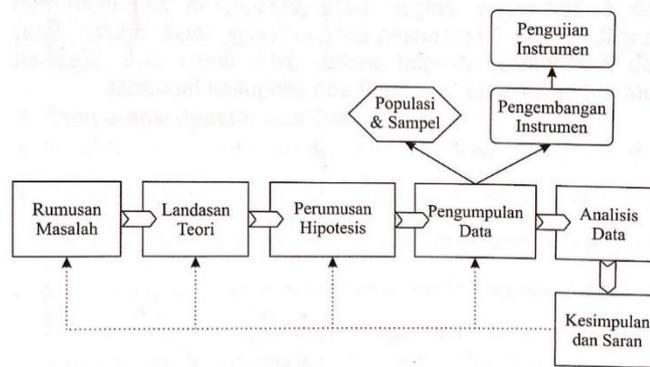 Pengujian
Instrumen
Populasi
& Sampel
Pengembangan
Instrumen
Rumusan
Masalah
Landasan
Teori
Perumusan
Hipotesis
Pengumpulan
Data
Analisis
Data
Kesimpulan
dan Saran